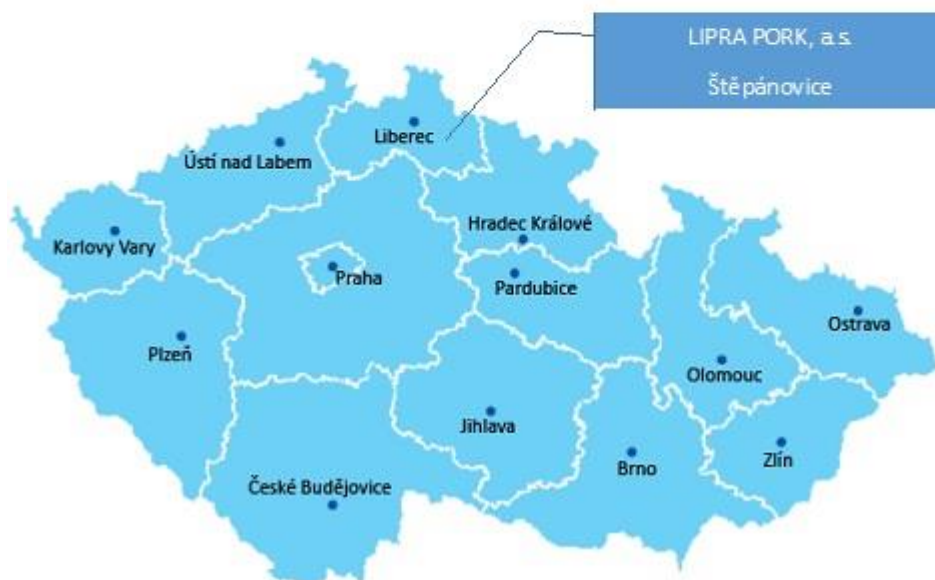 LIPRA PORK, a.s.
Štěpánovice
Liberec
Ústí nad Labem
Hradec Králové
Karlovy Vary
Praha
Pardubice
Ostrava
Plzeň
Olomouc
Jihlava
Zlín
Brno
České Budějovice